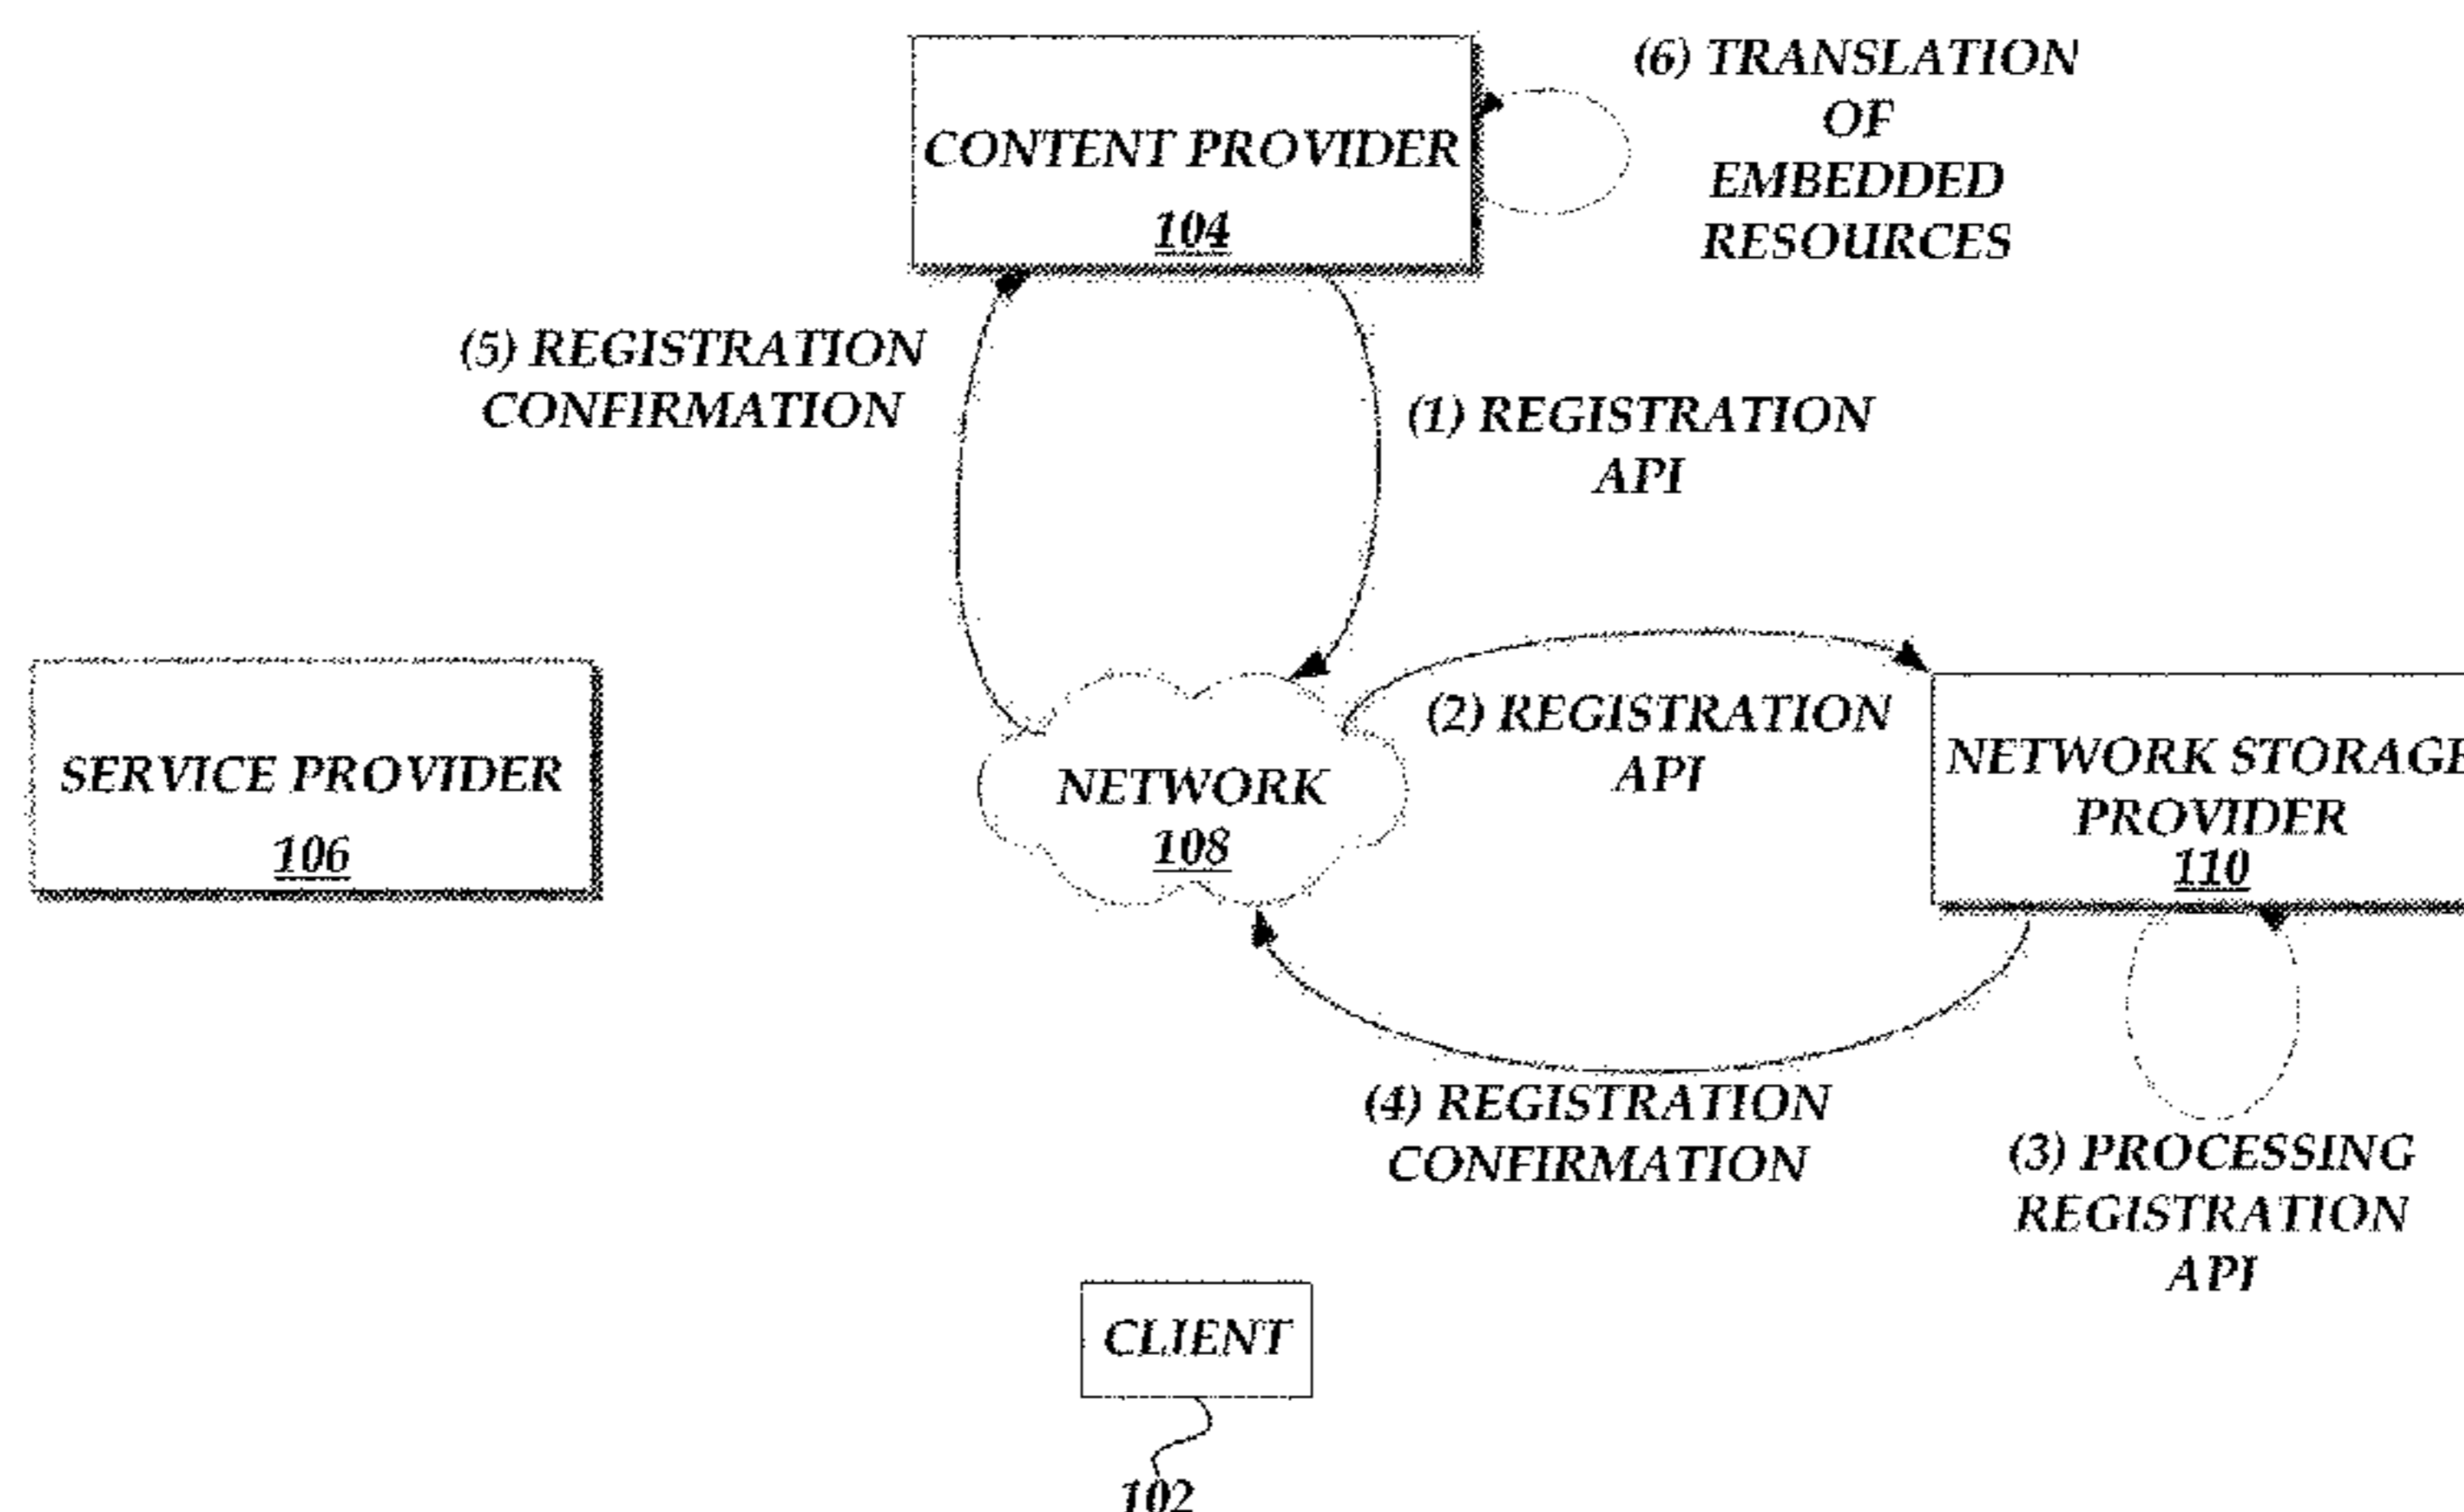 (6) TRANSLATION
OF
EMBEDDED
RESOURCES
CONTENT PROVIDER
104
(5) REGISTRATION
CONFIRMATION
(1) REGISTRATION
API
(2) REGISTRATION
API
SERVICE PROVIDER
106
NETWORK
108
NETWORK STORAGE
PROVIDER
110
(4) REGISTRATION
CONFIRMATION
(3) PROCESSING
REGISTRATION
API
CLIENT
102